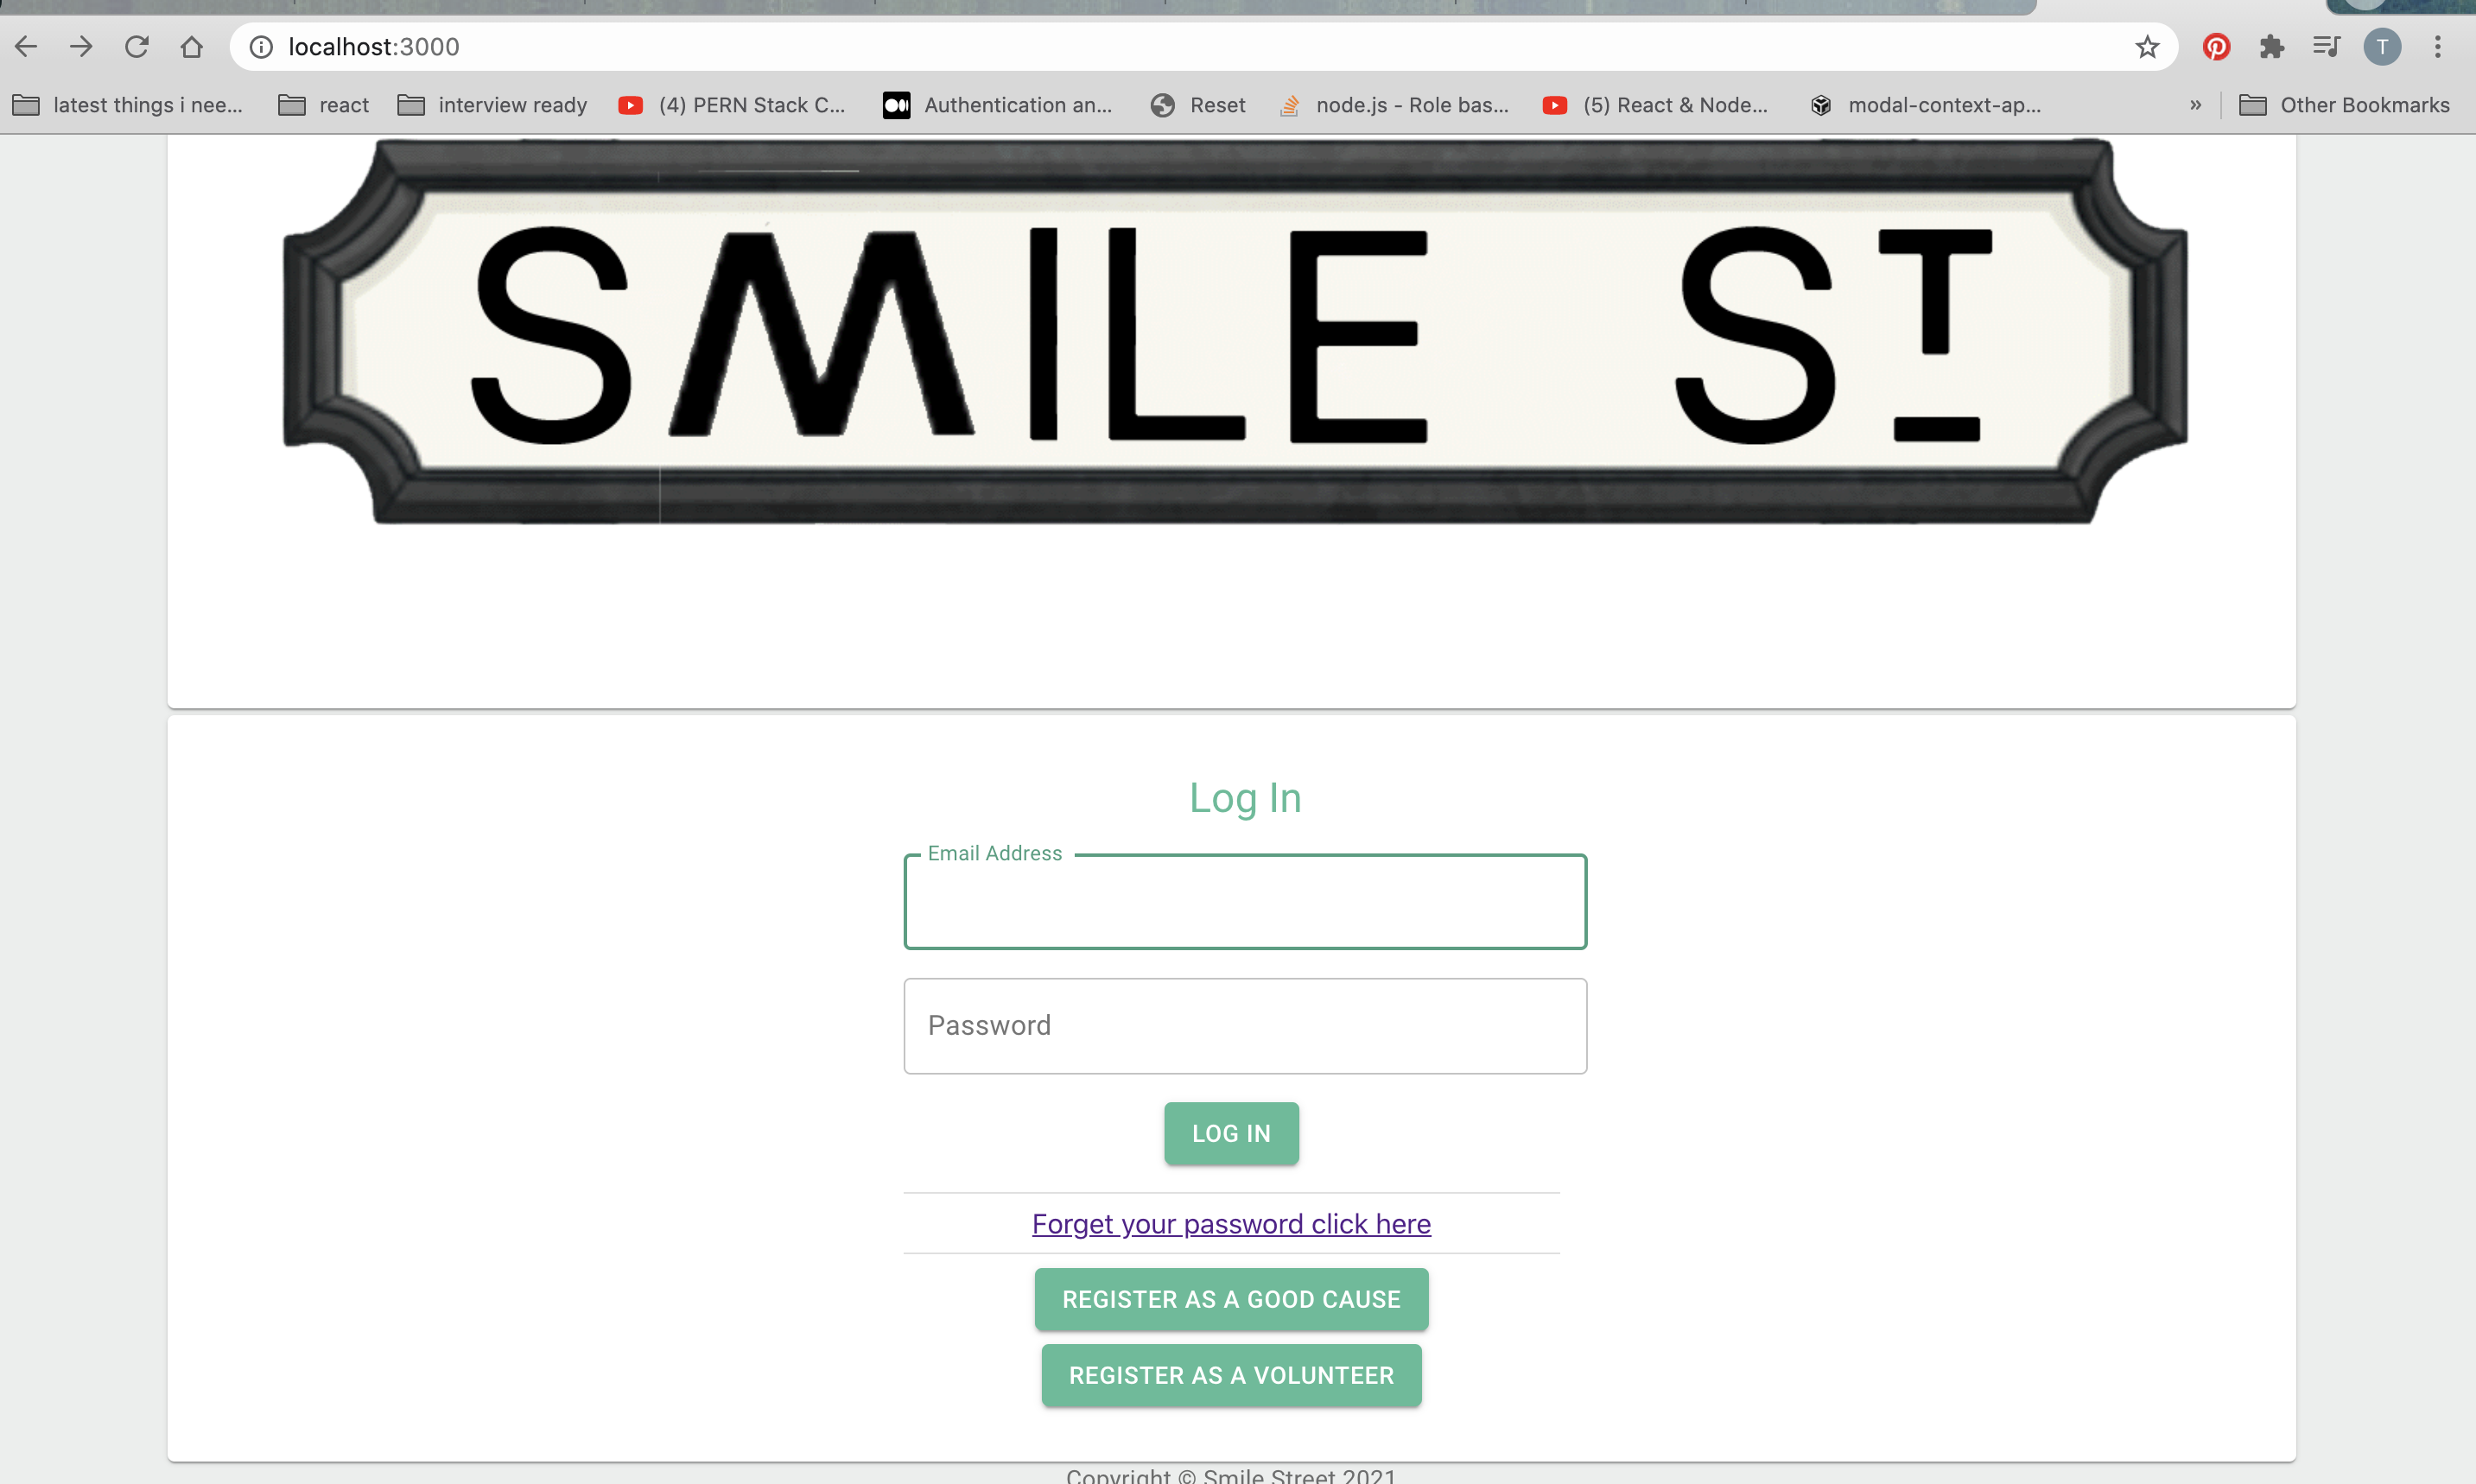 localhost:3000
latest things i nee... react interview ready (4) PERN Stack C... Authentication an... Reset node.js - Role bas... (5) React & Node... modal-context-ap... » Other Bookmarks
T
SMILE ST
Log In
Email Address
Password
LOG IN
Forget your password click here
REGISTER AS A GOOD CAUSE
REGISTER AS A VOLUNTEER
Copyright © Smile Street 2021